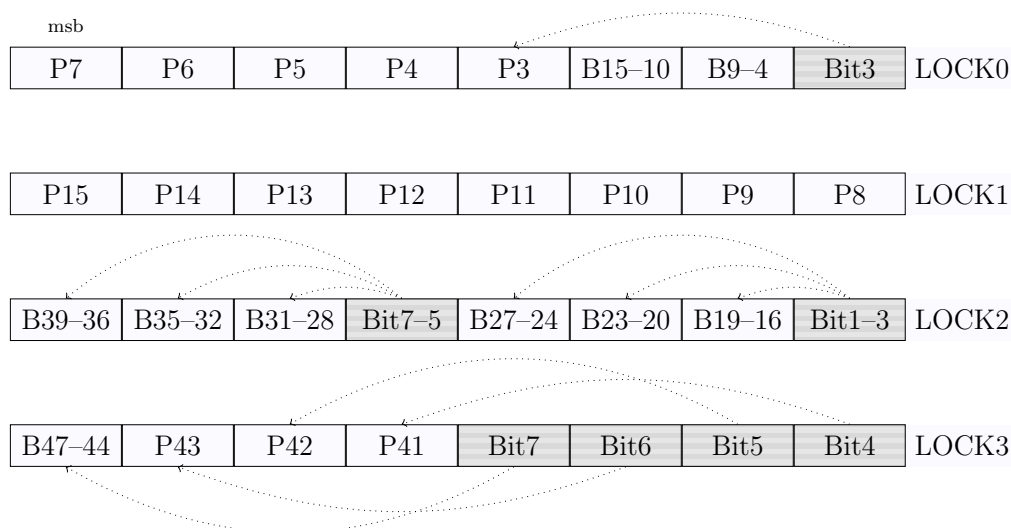 msb
P7 P6 P5 P4 P3 B15–10 B9–4 Bit3 LOCK0
P15 P14 P13 P12 P11 P10 P9 P8 LOCK1
B39–36 B35–32 B31–28 Bit7–5 B27–24 B23–20 B19–16 Bit1–3 LOCK2
B47–44 P43 P42 P41 Bit7 Bit6 Bit5 Bit4 LOCK3